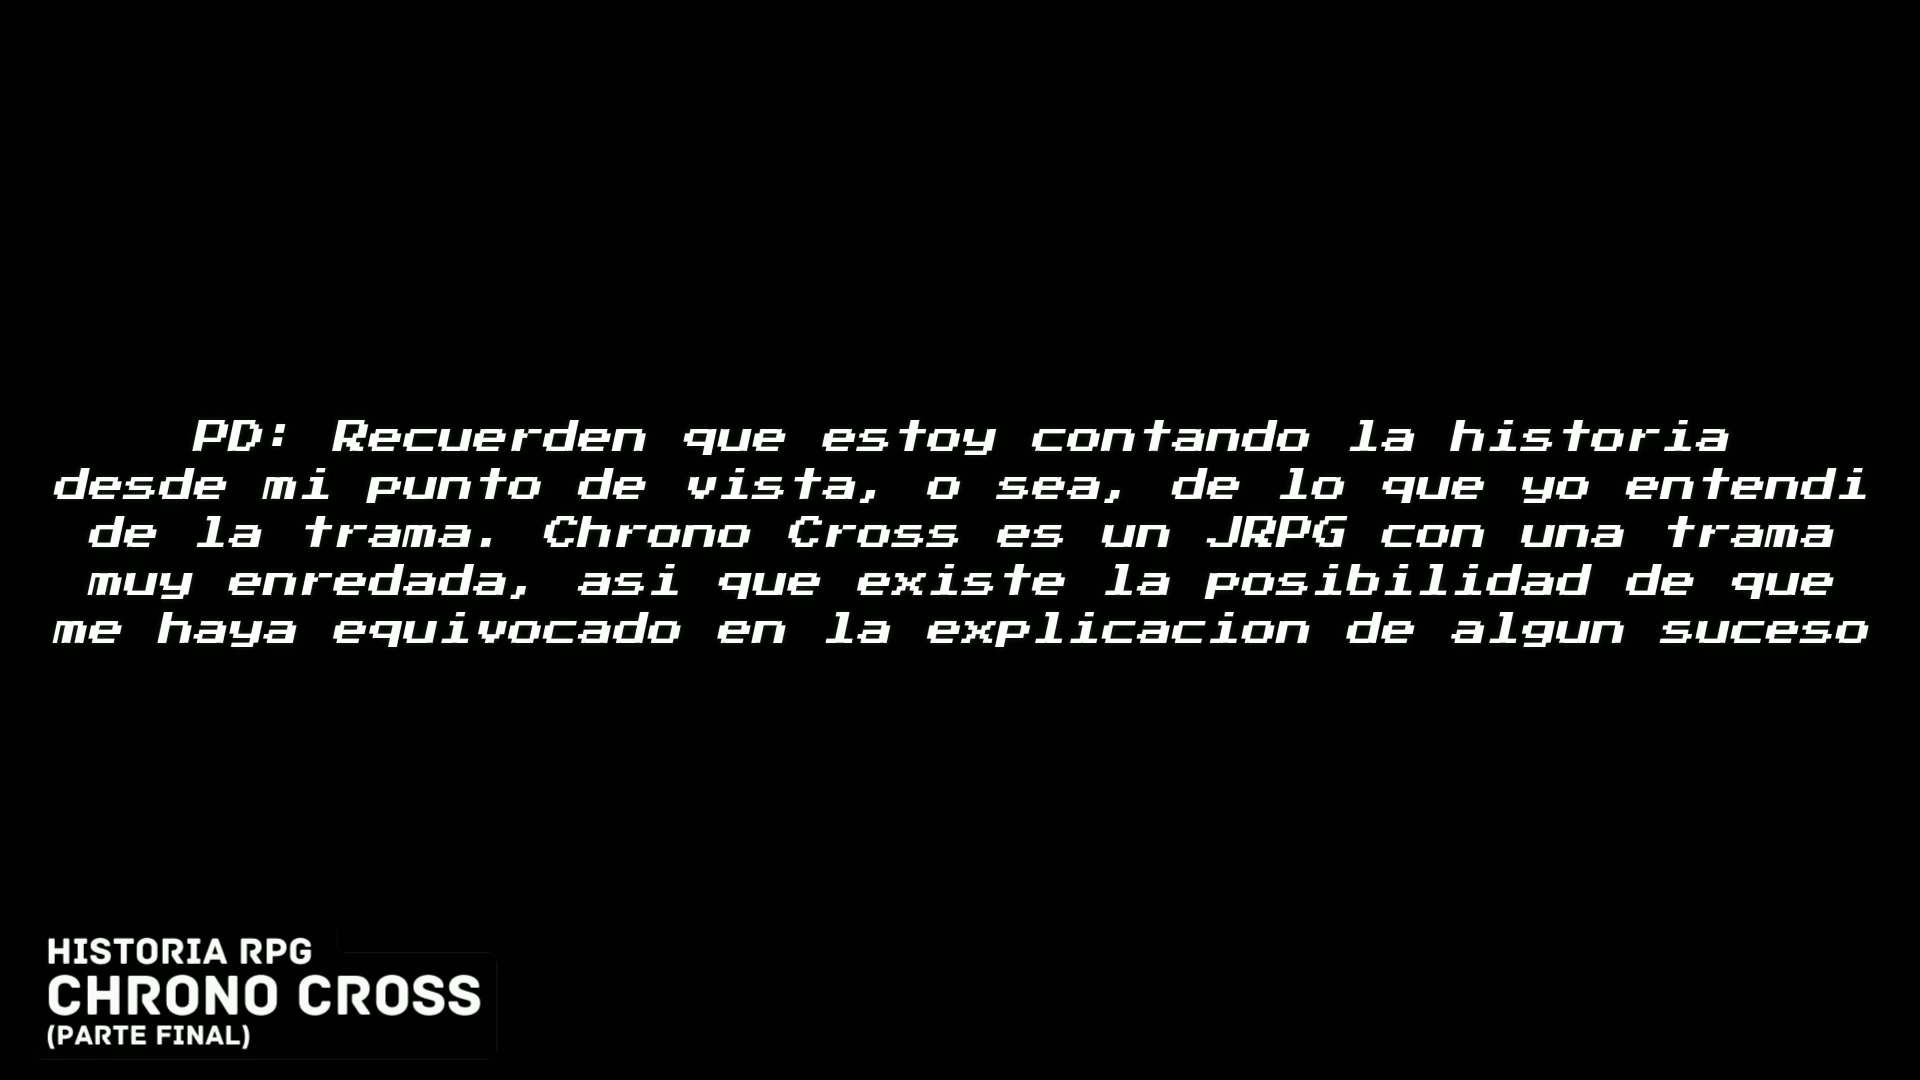 PD: Recuerden que estoy contando la historia
desde mi punto de vista, o sea, de lo que yo entendi
de la trama. Chrono Cross es un JRPG con una trama
muy enredada, asi que existe la posibilidad de que
me haya equivocado en la explicacion de algun suceso
HISTORIA RPG
CHRONO CROSS
(PARTE FINAL)